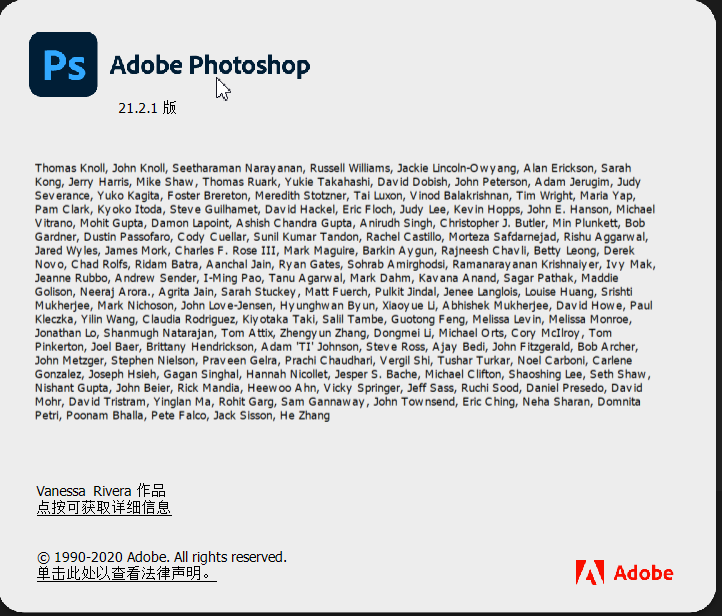 Ps
Adobe Photoshop
21.2.1 版
Thomas Knoll, John Knoll, Seetharaman Narayanan, Russell Williams, Jackie Lincoln-Owyang, Alan Erickson, Sarah
Kong, Jerry Harris, Mike Shaw, Thomas Ruark, Yukie Takahashi, David Dobish, John Peterson, Adam Jerugim, Judy
Severance, Yuko Kagita, Foster Brereton, Meredith Stotzner, Tai Luxon, Vinod Balakrishnan, Tim Wright, Maria Yap,
Pam Clark, Kyoko Itoda, Steve Guilhamet, David Hackel, Eric Floch, Judy Lee, Kevin Hopps, John E. Hanson, Michael
Vitrano, Mohit Gupta, Damon Lapoint, Ashish Chandra Gupta, Anirudh Singh, Christopher J. Butler, Min Plunkett, Bob
Gardner, Dustin Passofaro, Cody Cuellar, Sunil Kumar Tandon, Rachel Castillo, Morteza Safdarnejad, Rishu Aggarwal,
Jared Wyles, James Mork, Charles F. Rose III, Mark Maguire, Barkin Aygun, Rajneesh Chavli, Betty Leong, Derek
Novo, Chad Rolfs, Ridam Batra, Aanchal Jain, Ryan Gates, Sohrab Amirghodsi, Ramanarayanan Krishnaiyer, Ivy Mak,
Jeanne Rubbo, Andrew Sender, I-Ming Pao, Tanu Agarwal, Mark Dahm, Kavana Anand, Sagar Pathak, Maddie
Golison, Neeraj Arora., Agrita Jain, Sarah Stuckey, Matt Fuerch, Pulkit Jindal, Jenee Langlois, Louise Huang, Srishti
Mukherjee, Mark Nichoson, John Love-Jensen, Hyunghwan Byun, Xiaoyue Li, Abhishek Mukherjee, David Howe, Paul
Kleczka, Yilin Wang, Claudia Rodriguez, Kiyotaka Taki, Salil Tambe, Guotong Feng, Melissa Levin, Melissa Monroe,
Jonathan Lo, Shanmugh Natarajan, Tom Attix, Zhengyun Zhang, Dongmei Li, Michael Orts, Cory McIlroy, Tom
Pinkerton, Joel Baer, Brittany Hendrickson, Adam 'TJ' Johnson, Steve Ross, Ajay Bedi, John Fitzgerald, Bob Archer,
John Metzger, Stephen Nielson, Praveen Gelra, Prachi Chaudhari, Vergil Shi, Tushar Turkar, Noel Carboni, Carlene
Gonzalez, Joseph Hsieh, Gagan Singhal, Hannah Nicollet, Jesper S. Bache, Michael Clifton, Shaoshing Lee, Seth Shaw,
Nishant Gupta, John Beier, Rick Mandia, Heewoo Ahn, Vicky Springer, Jeff Sass, Ruchi Sood, Daniel Presedo, David
Mohr, David Tristram, Yinglan Ma, Rohit Garg, Sam Gannaway, John Townsend, Eric Ching, Neha Sharan, Domnita
Petri, Poonam Bhalla, Pete Falco, Jack Sisson, He Zhang
Vanessa Rivera 作品
点按可获取详细信息
© 1990-2020 Adobe. All rights reserved.
单击此处以查看法律声明。
Adobe